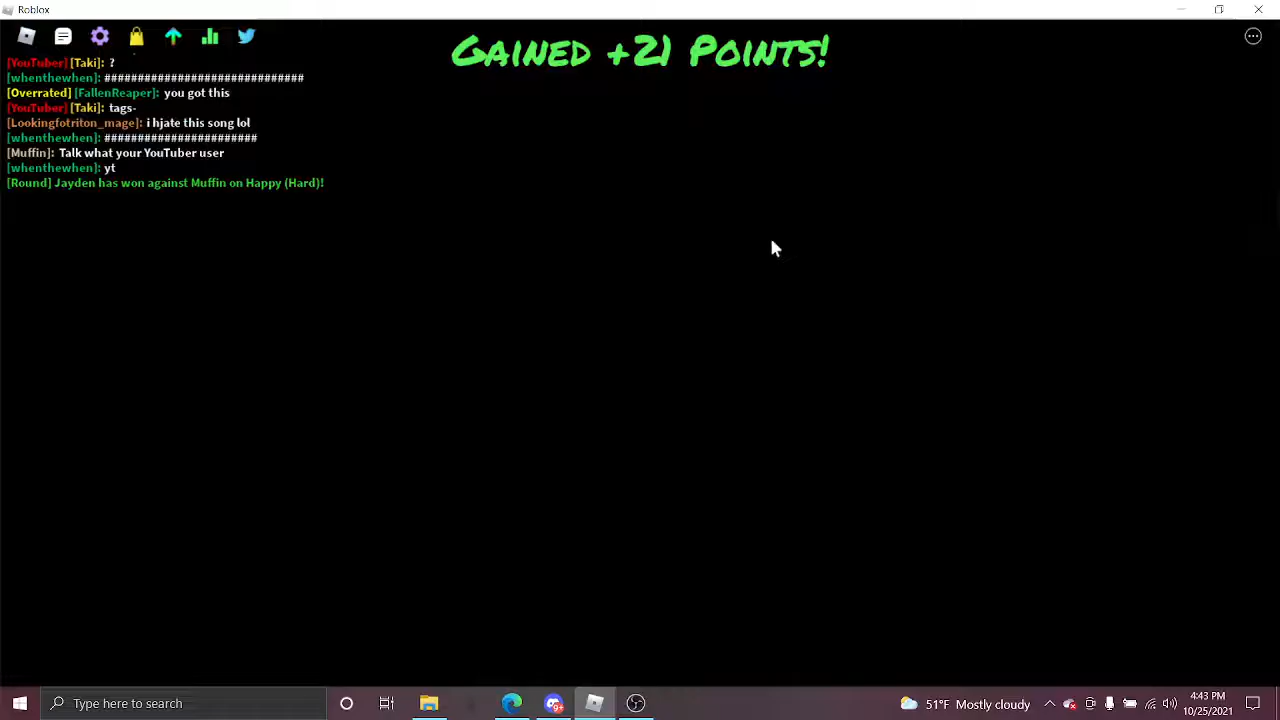 Roblox
Gained +21 Points!
[YouTuber] [Taki]: ?
[whenthewhen]: ##############################
[Overrated] [FallenReaper]: you got this
[YouTuber] [Taki]: tags-
[Lookingfotriton_mage]: i hjate this song lol
[whenthewhen]: #######################
[Muffin]: Talk what your YouTuber user
[whenthewhen]: yt
[Round] Jayden has won against Muffin on Happy (Hard)!
Type here to search
9+
51°F Mostly cloudy
4:43 PM
10/25/2021